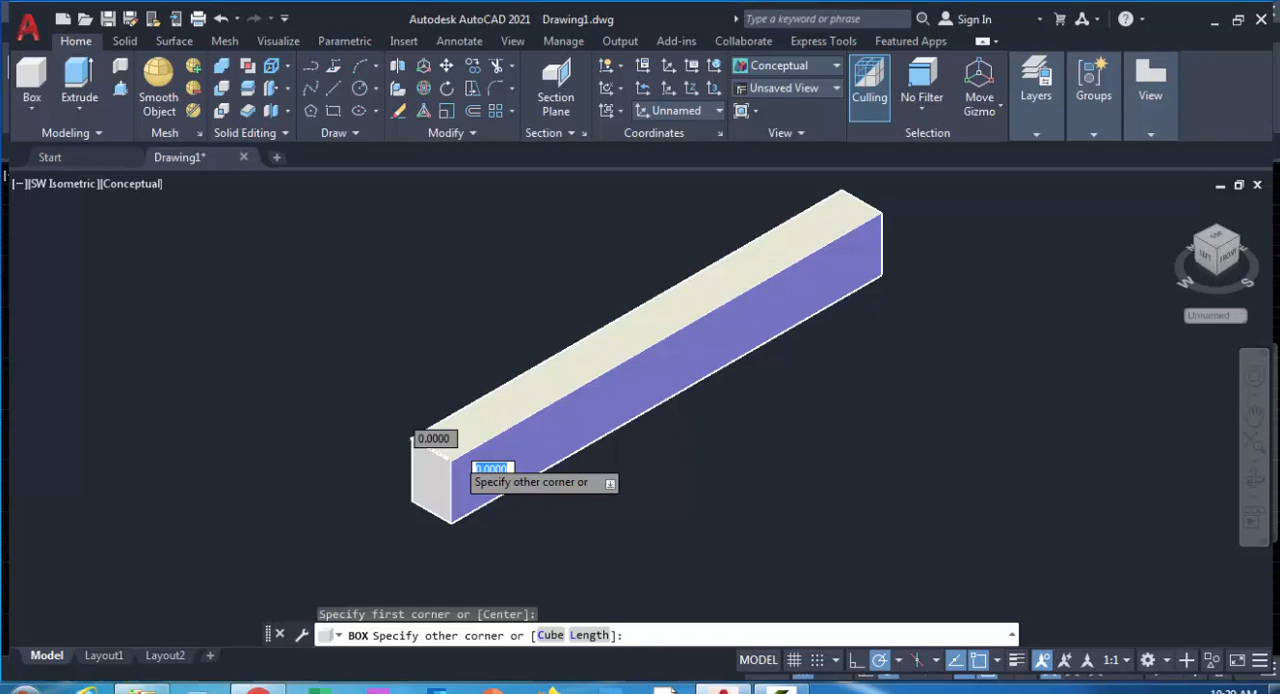 Autodesk AutoCAD 2021 Drawing1.dwg
Type a keyword or phrase
Sign In
Home Solid Surface Mesh Visualize Parametric Insert Annotate View Manage Output Add-ins Collaborate Express Tools Featured Apps
Conceptual
Unsaved View
Unnamed
Box
Extrude
Smooth
Object
Section
Plane
Culling
No Filter
Move
Gizmo
Layers
Groups
View
Modeling Mesh Solid Editing Draw Modify Section Coordinates View Selection
Start Drawing1* +
[−][SW Isometric][Conceptual]
TOP
LEFT
FRONT
W
S
Unnamed
0.0000
0.0000
Specify other corner or
Specify first corner or [Center]:
BOX Specify other corner or [Cube Length]:
Model Layout1 Layout2 +
MODEL
1:1